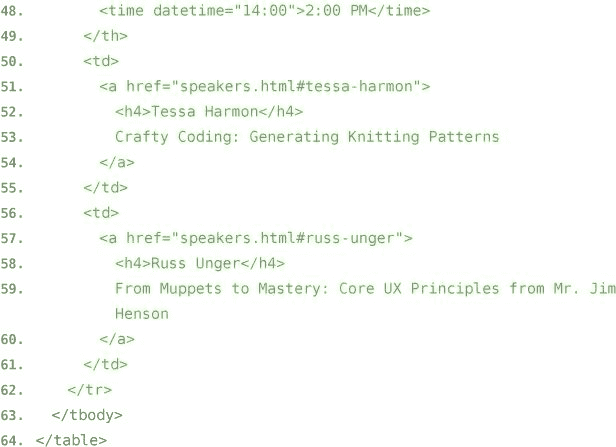 48. <time datetime="14:00">2:00 PM</time>
49. </th>
50. <td>
51. <a href="speakers.html#tessa-harmon">
52. <h4>Tessa Harmon</h4>
53. Crafty Coding: Generating Knitting Patterns
54. </a>
55. </td>
56. <td>
57. <a href="speakers.html#russ-unger">
58. <h4>Russ Unger</h4>
59. From Muppets to Mastery: Core UX Principles from Mr. Jim
Henson
60. </a>
61. </td>
62. </tr>
63. </tbody>
64. </table>